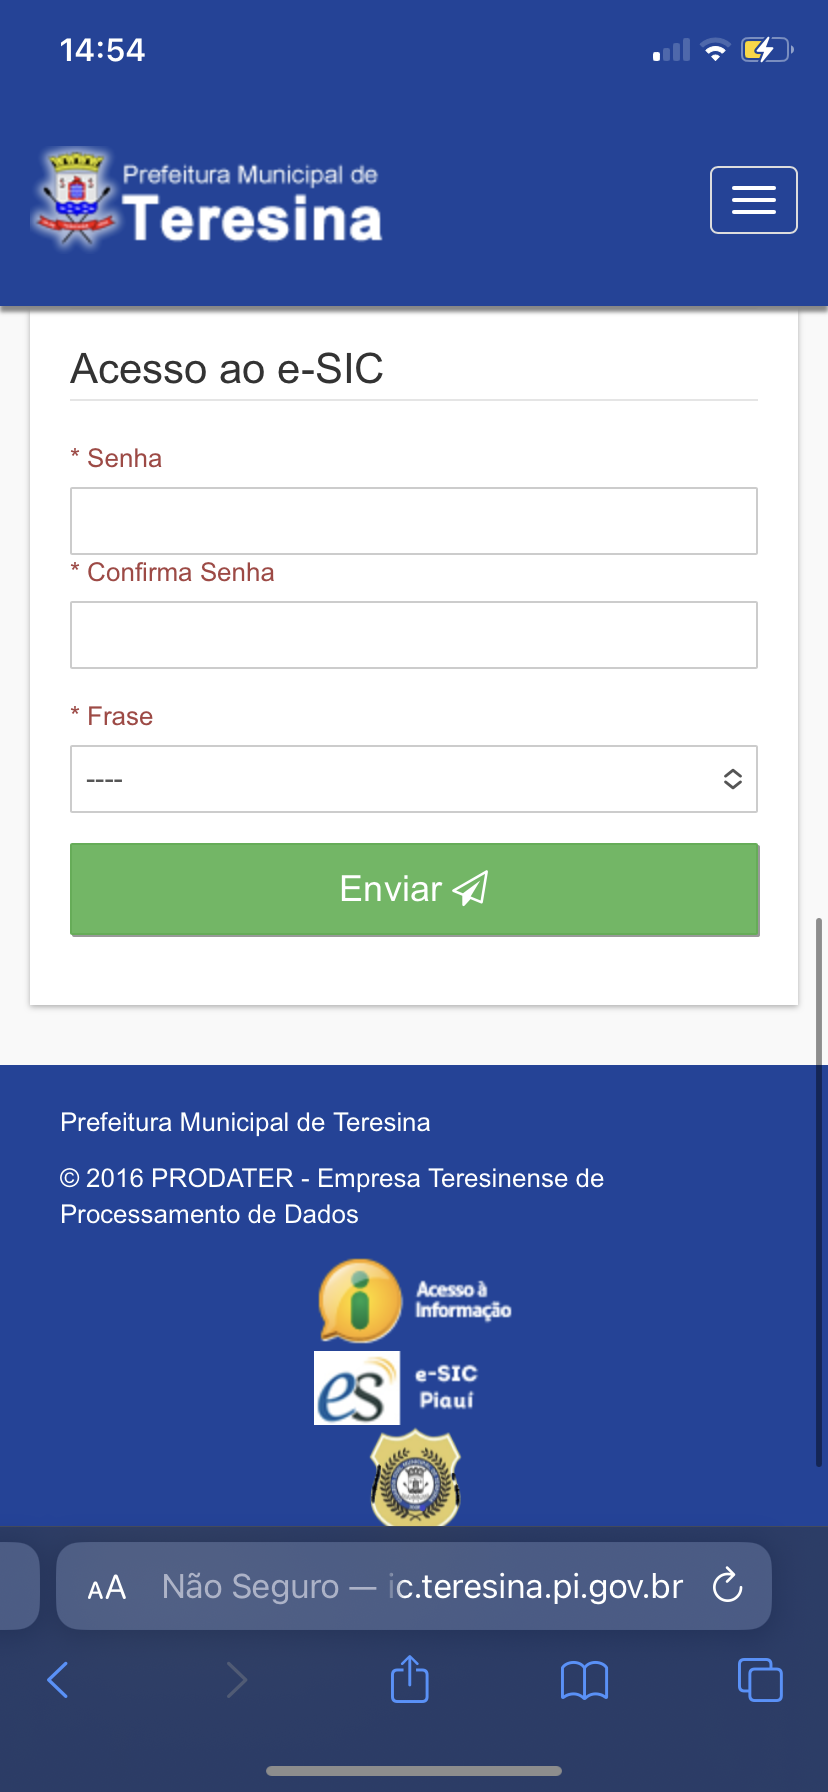 14:54
Prefeitura Municipal de
Teresina
Acesso ao e-SIC
* Senha
* Confirma Senha
* Frase
----
Enviar
Prefeitura Municipal de Teresina
© 2016 PRODATER - Empresa Teresinense de
Processamento de Dados
Acesso à
Informação
es
e-SIC
Piauí
AA Não Seguro — ic.teresina.pi.gov.br